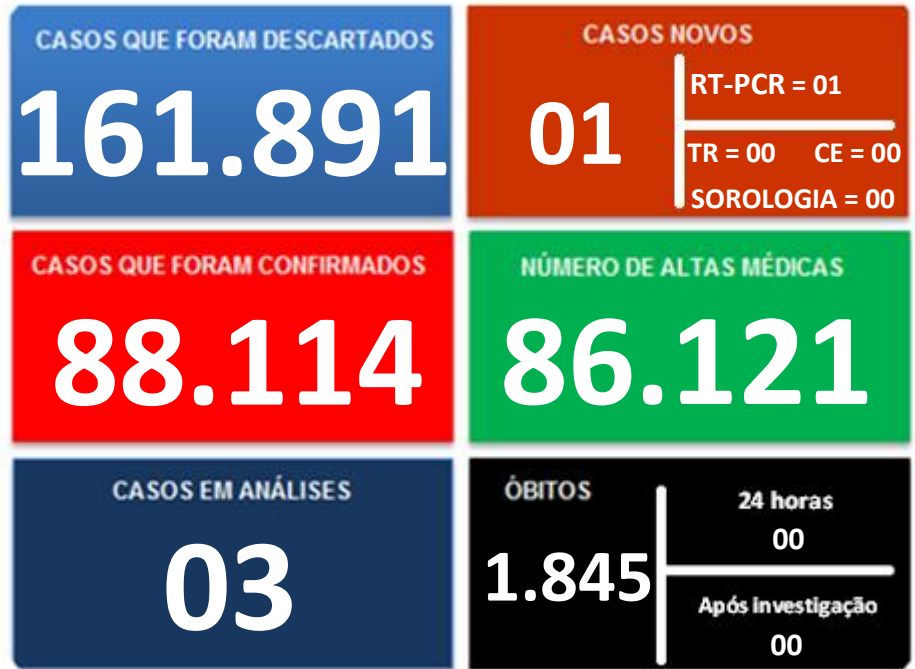 CASOS QUE FORAM DESCARTADOS
161.891
CASOS NOVOS
01
RT-PCR = 01
TR = 00 CE = 00
SOROLOGIA = 00
CASOS QUE FORAM CONFIRMADOS
88.114
NÚMERO DE ALTAS MÉDICAS
86.121
CASOS EM ANÁLISES
03
ÓBITOS
1.845
24 horas
00
Após investigação
00